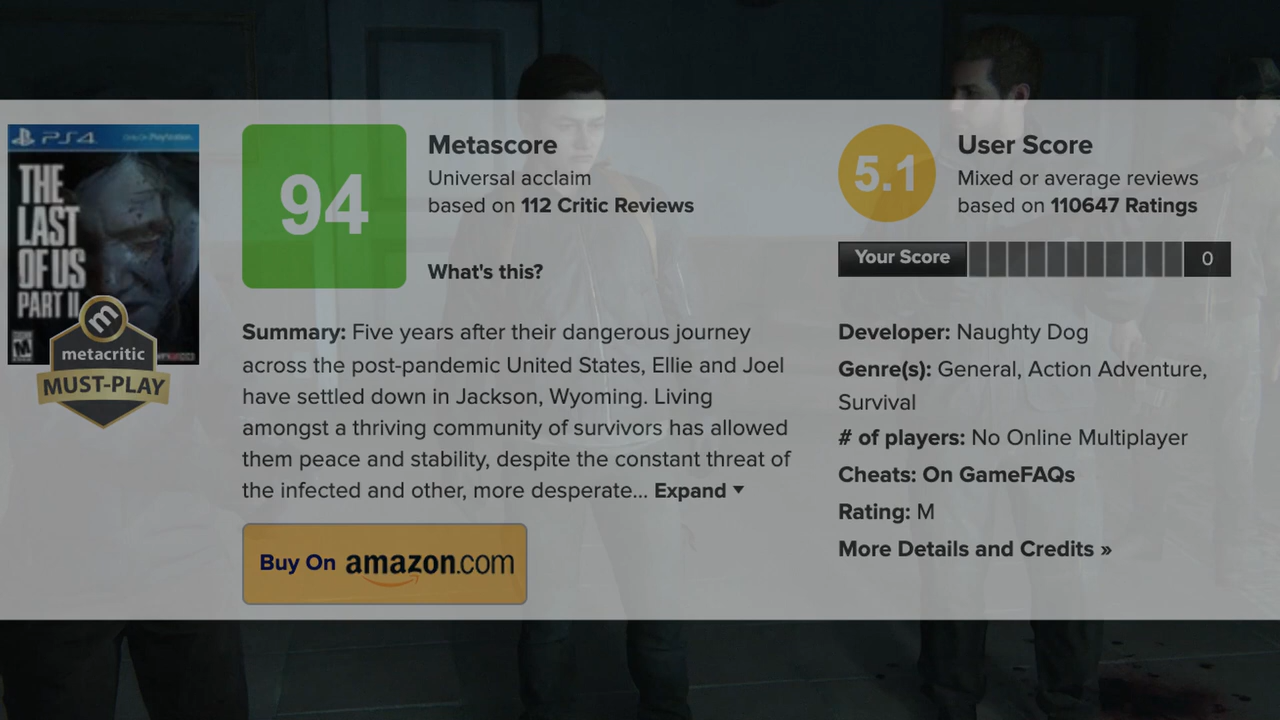 PS4
ONLY ON PlayStation
THE
LAST
OF US
PART II
M
metacritic
MUST-PLAY
94
Metascore
Universal acclaim
based on 112 Critic Reviews
What's this?
Summary: Five years after their dangerous journey
across the post-pandemic United States, Ellie and Joel
have settled down in Jackson, Wyoming. Living
amongst a thriving community of survivors has allowed
them peace and stability, despite the constant threat of
the infected and other, more desperate... Expand
Buy On amazon.com
5.1
User Score
Mixed or average reviews
based on 110647 Ratings
Your Score
0
Developer: Naughty Dog
Genre(s): General, Action Adventure,
Survival
# of players: No Online Multiplayer
Cheats: On GameFAQs
Rating: M
More Details and Credits »